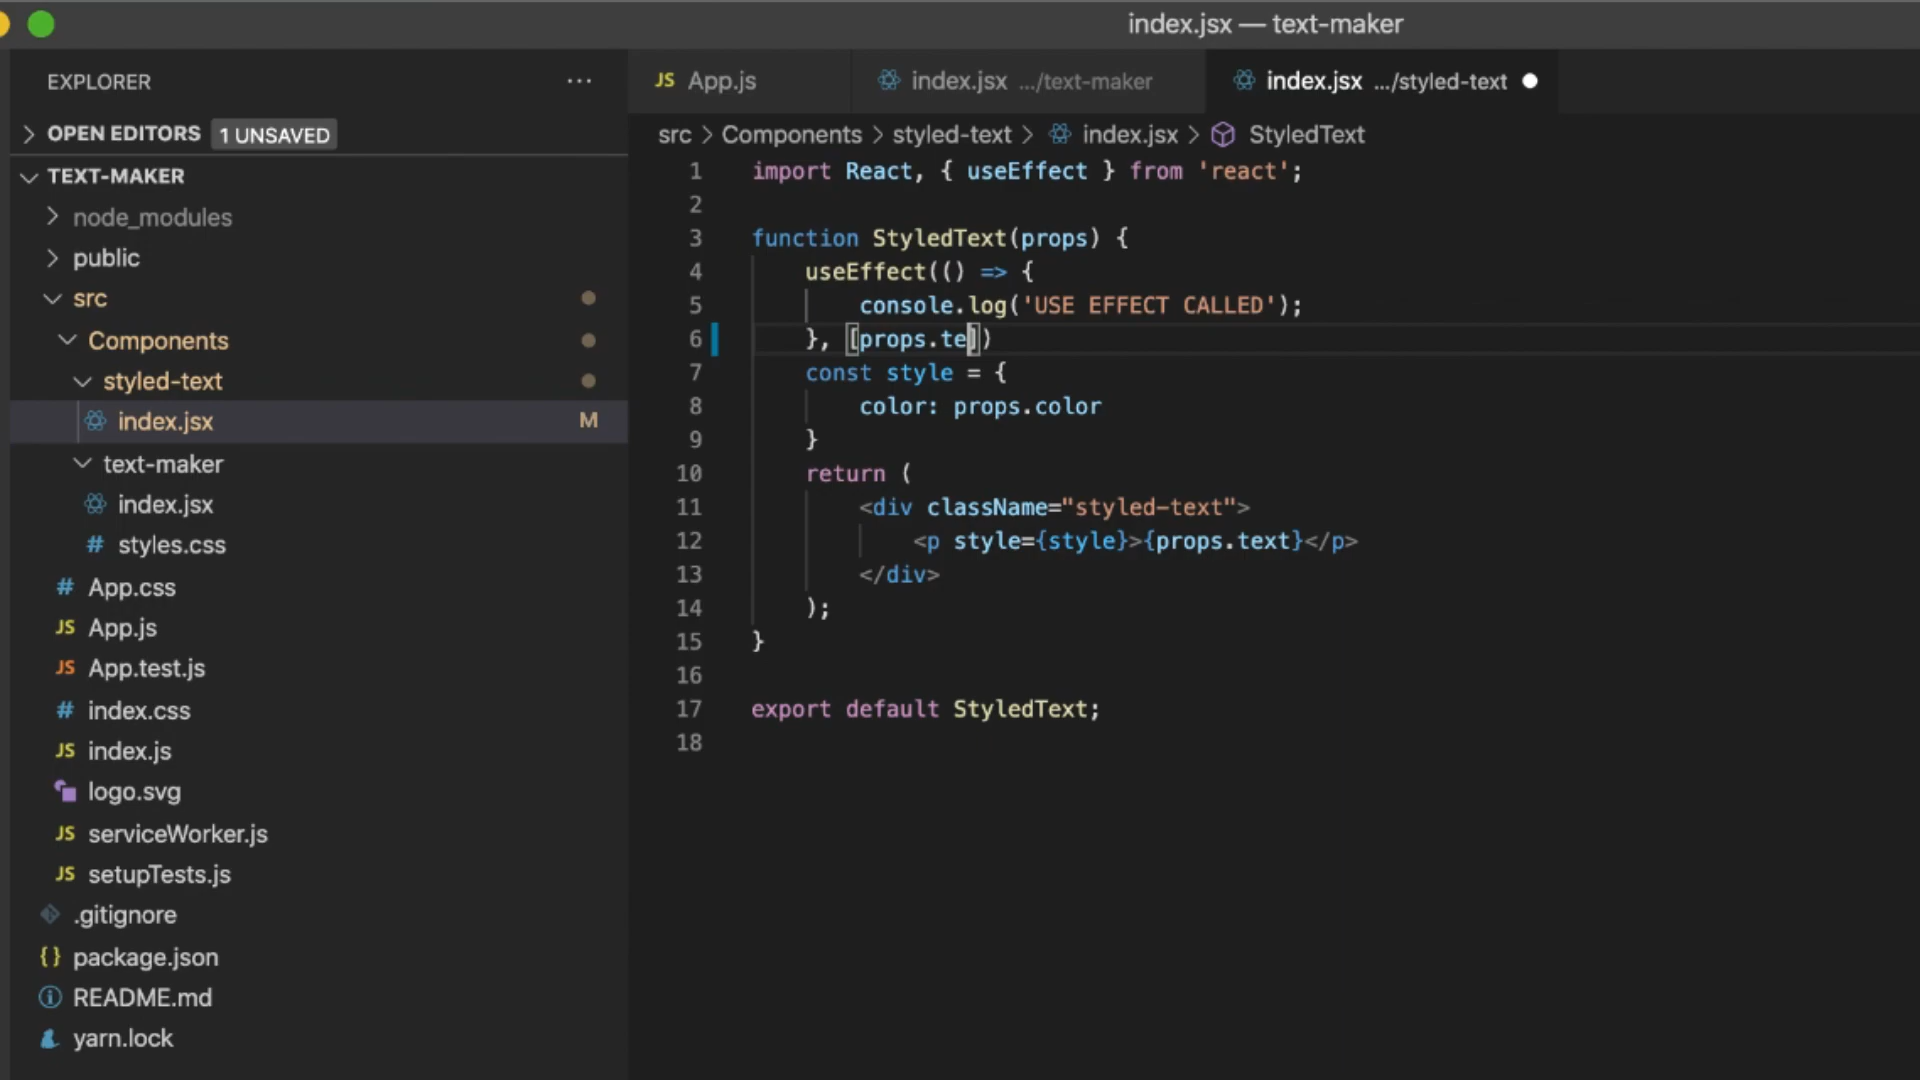 index.jsx — text-maker
EXPLORER ...
OPEN EDITORS 1 UNSAVED
TEXT-MAKER
node_modules
public
src
Components
styled-text
index.jsx M
text-maker
index.jsx
# styles.css
# App.css
JS App.js
JS App.test.js
# index.css
JS index.js
logo.svg
JS serviceWorker.js
JS setupTests.js
.gitignore
{} package.json
README.md
yarn.lock
JS App.js index.jsx .../text-maker index.jsx .../styled-text
src > Components > styled-text > index.jsx > StyledText
1 import React, { useEffect } from 'react';
2
3 function StyledText(props) {
4 useEffect(() => {
5 console.log('USE EFFECT CALLED');
6 }, [props.te])
7 const style = {
8 color: props.color
9 }
10 return (
11 <div className="styled-text">
12 <p style={style}>{props.text}</p>
13 </div>
14 );
15 }
16
17 export default StyledText;
18